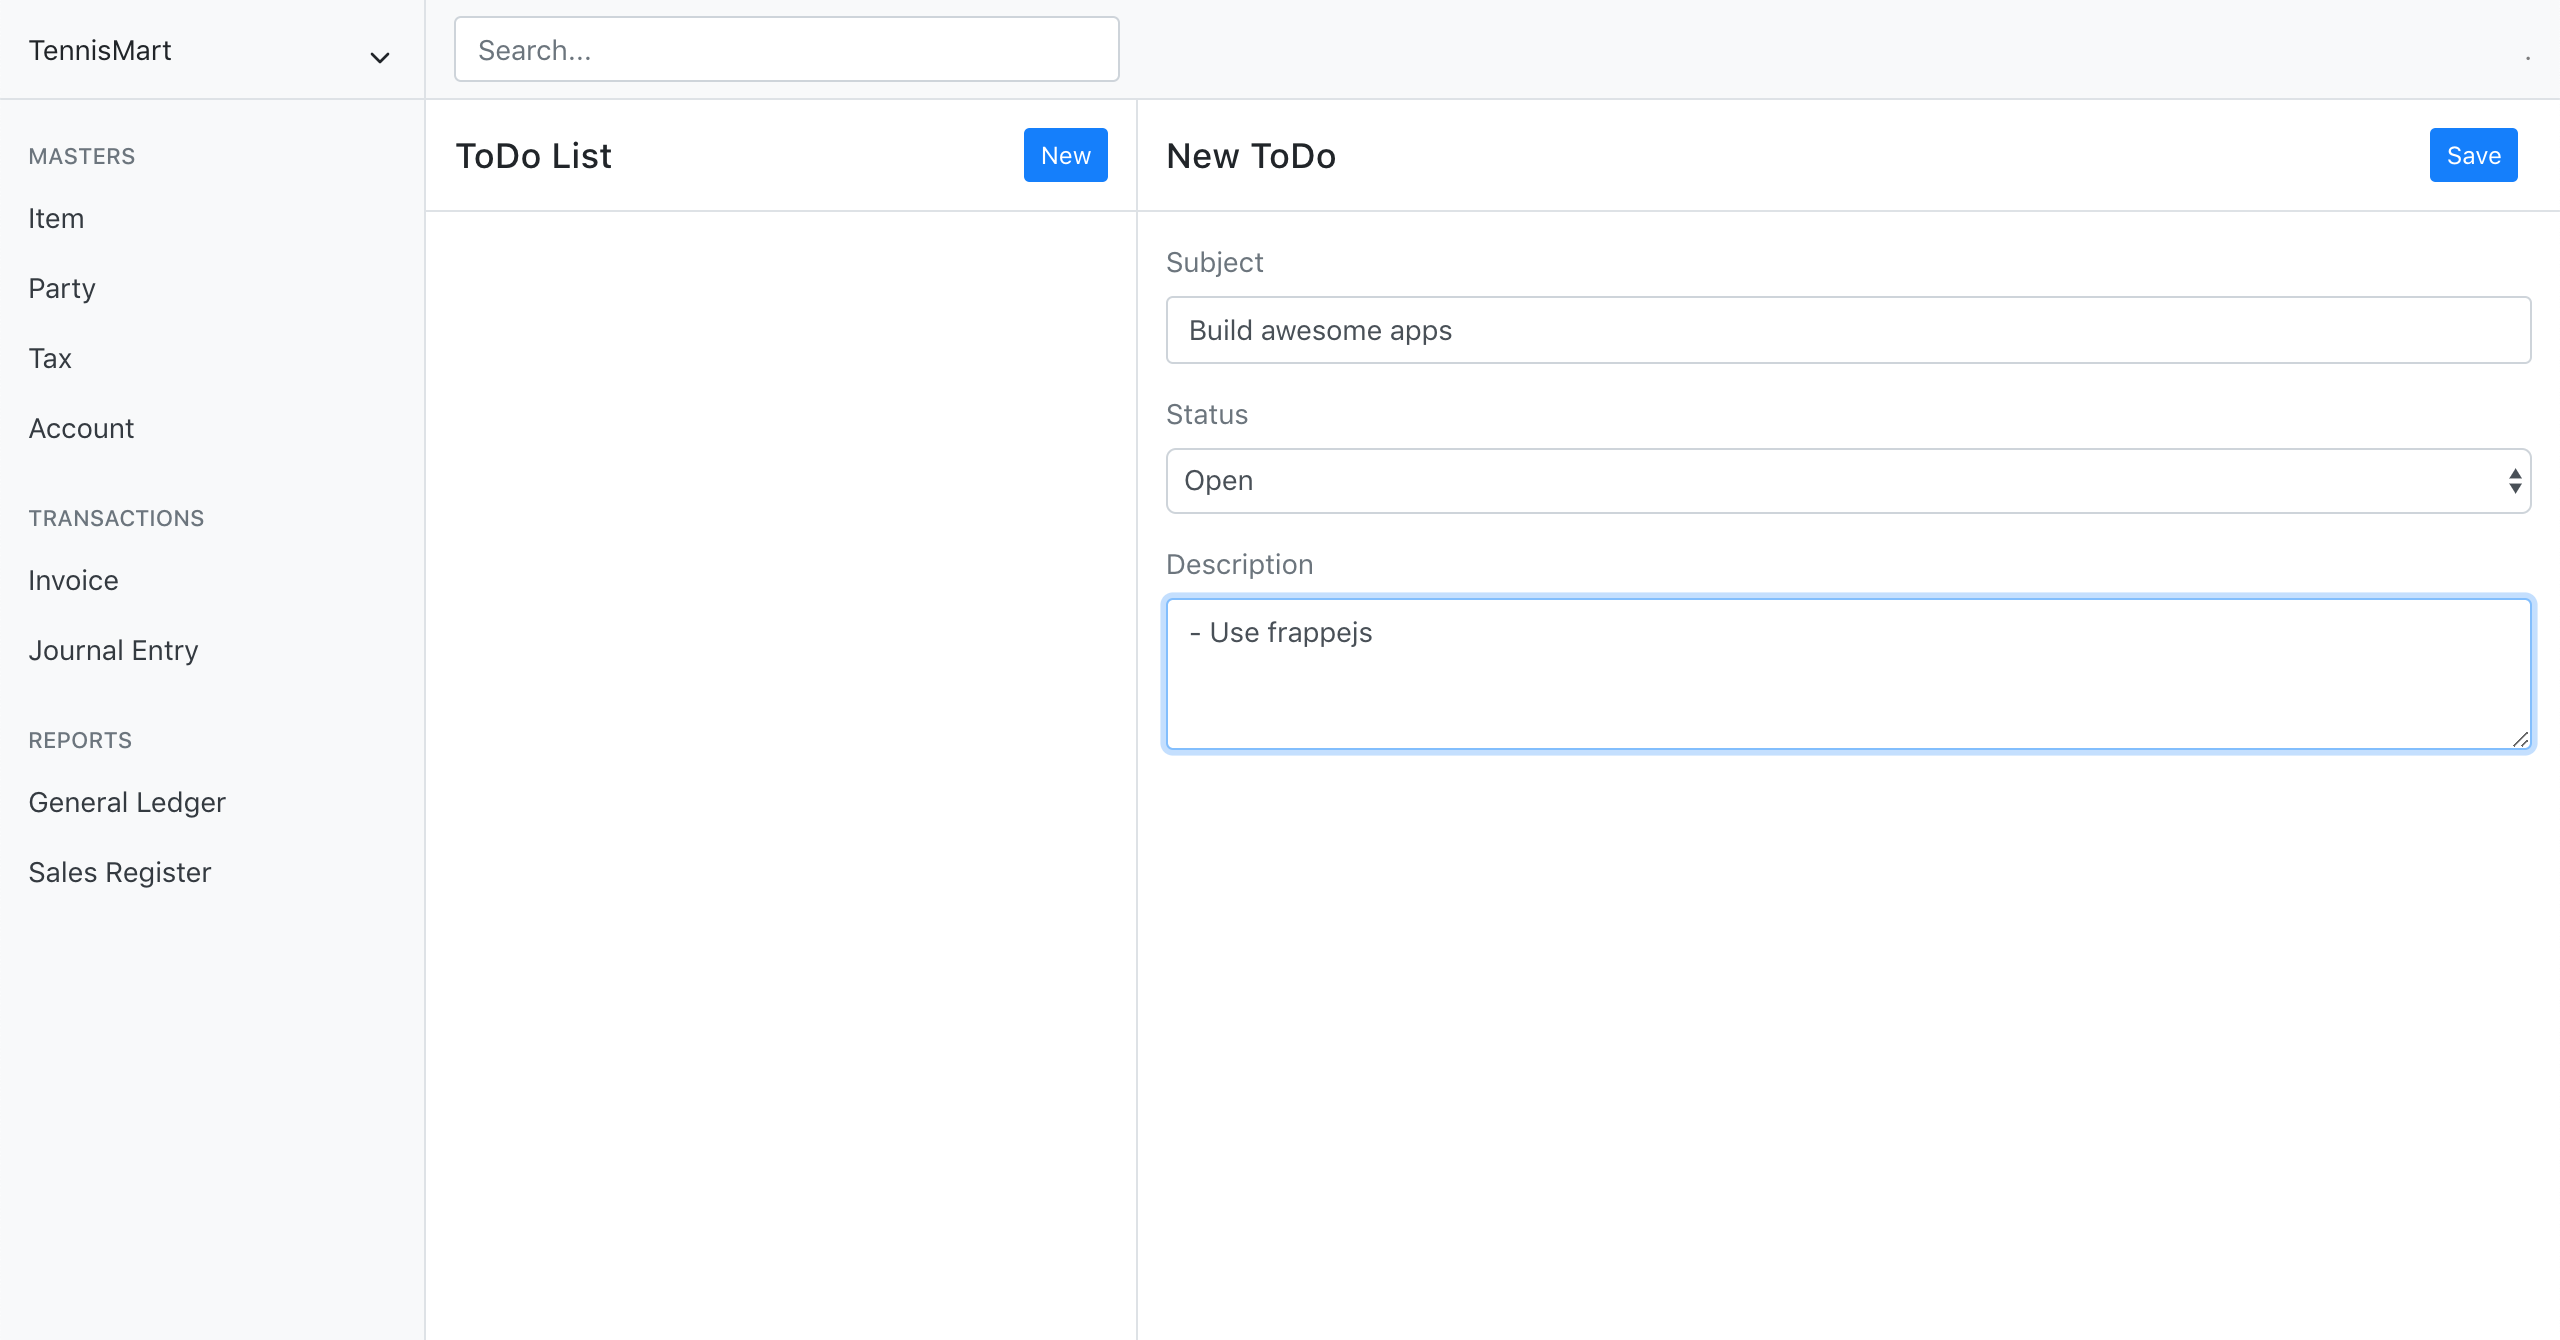 TennisMart
Search...
MASTERS
Item
Party
Tax
Account
TRANSACTIONS
Invoice
Journal Entry
REPORTS
General Ledger
Sales Register
ToDo List
New
New ToDo
Save
Subject
Build awesome apps
Status
Open
Description
- Use frappejs